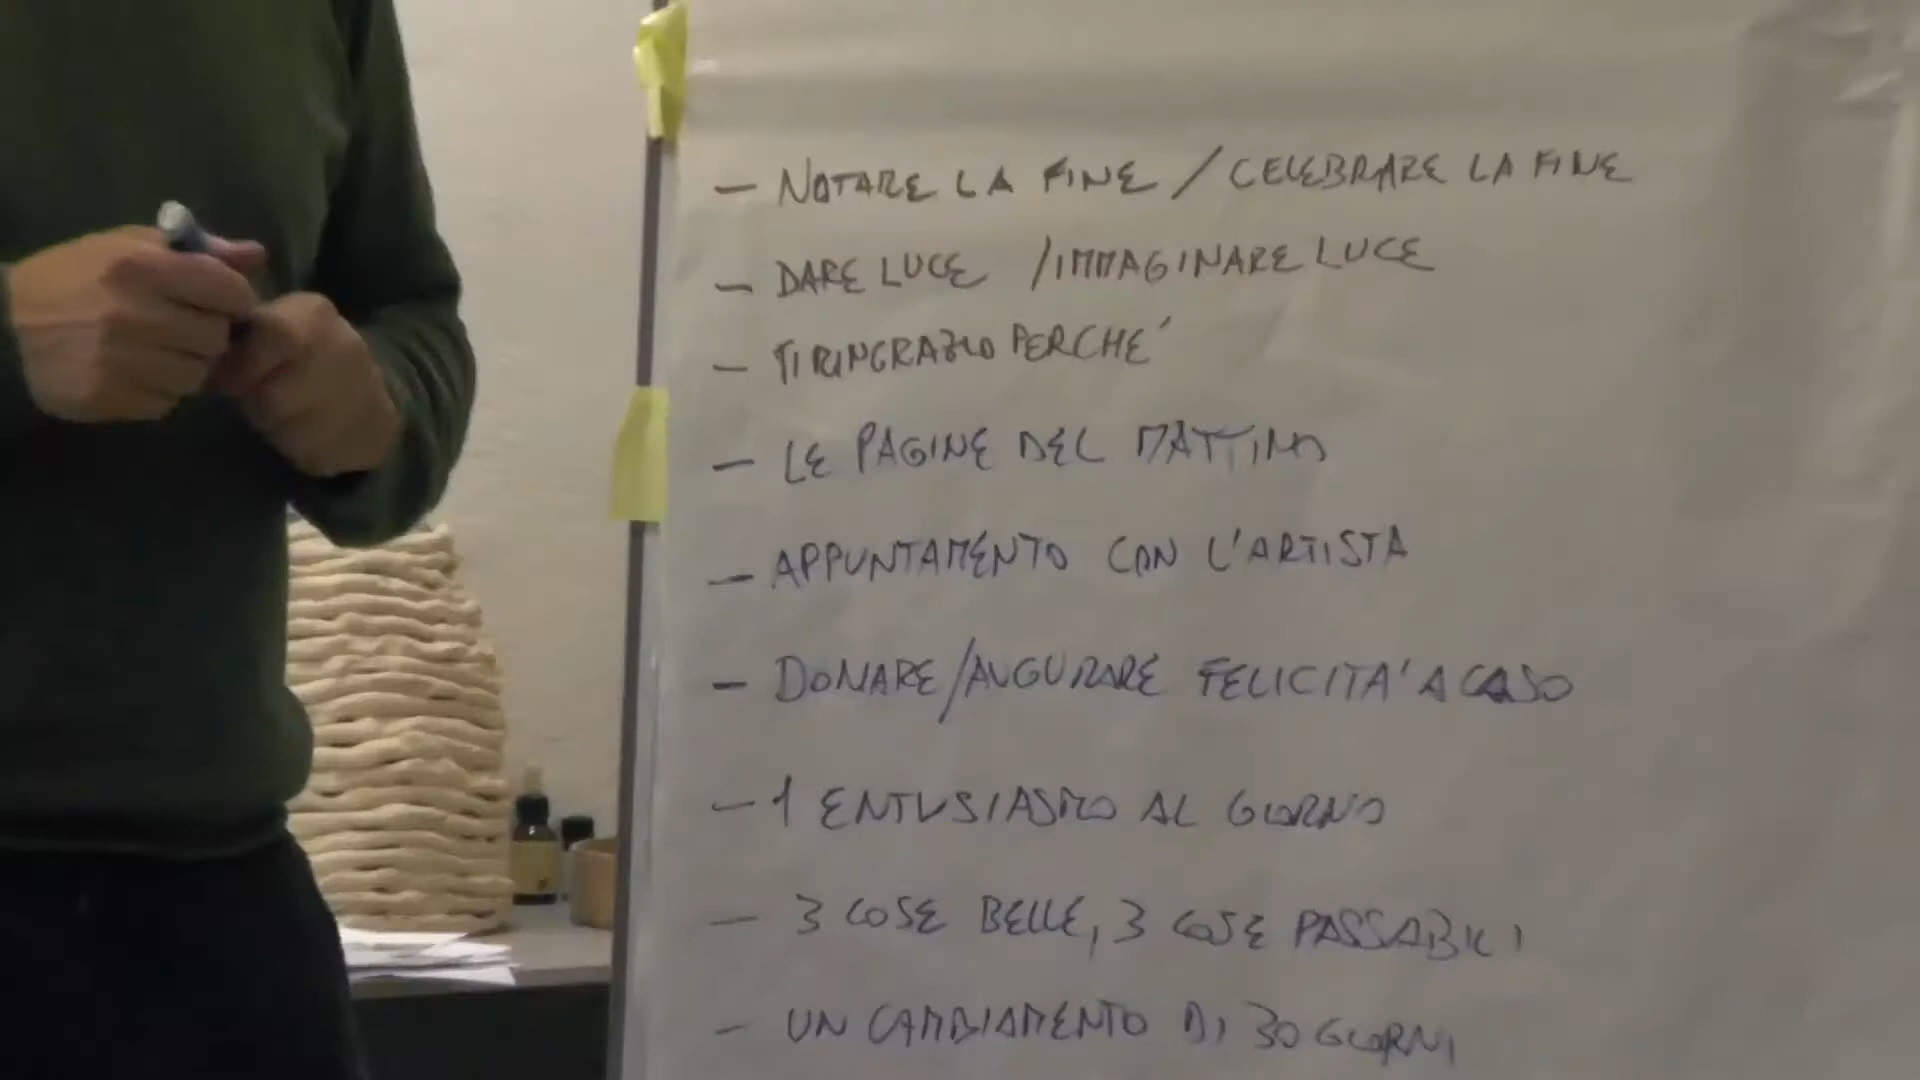 – NOTARE LA FINE / CELEBRARE LA FINE
– DARE LUCE / IMMAGINARE LUCE
– TI RINGRAZIO PERCHE'
– LE PAGINE DEL MATTINO
– APPUNTAMENTO CON L'ARTISTA
– DONARE/AUGURARE FELICITA' A CASO
– 1 ENTUSIASMO AL GIORNO
– 3 COSE BELLE, 3 COSE PASSABILI
– UN CAMBIAMENTO DI 30 GIORNI